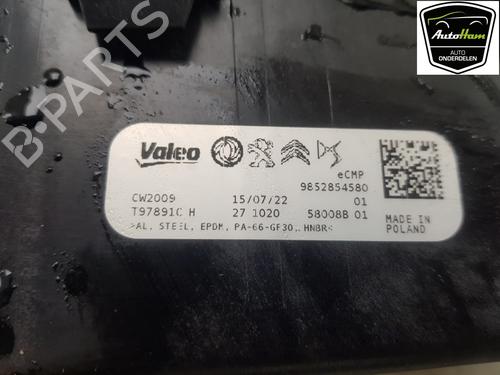 AutoHam
AUTO
ONDERDELEN
B-PARTS
Valeo
eCMP
9852854580
CW2009 15/07/22 01
T97891C H 27 1020 58008B 01
>AL, STEEL, EPDM, PA-66-GF30, HNBR<
MADE IN
POLAND